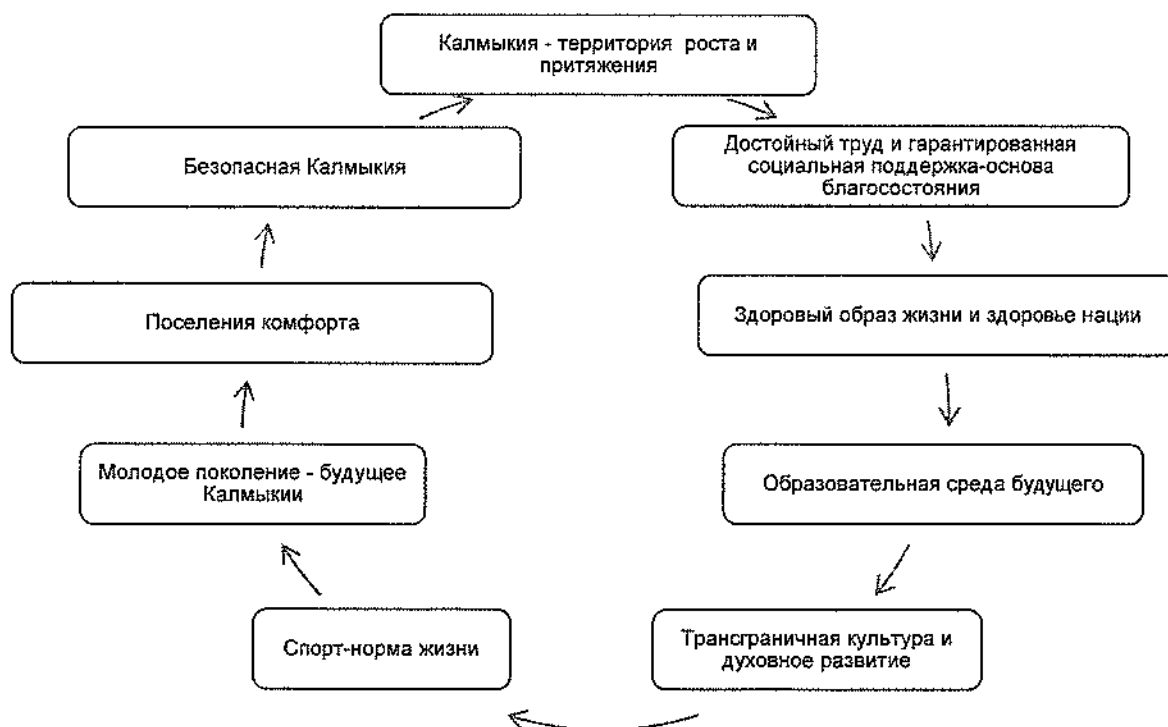 Калмыкия - территория роста и
притяжения
Достойный труд и гарантированная
социальная поддержка-основа
благосостояния
Здоровый образ жизни и здоровье нации
Образовательная среда будущего
Трансграничная культура и
духовное развитие
Спорт-норма жизни
Молодое поколение - будущее
Калмыкии
Поселения комфорта
Безопасная Калмыкия